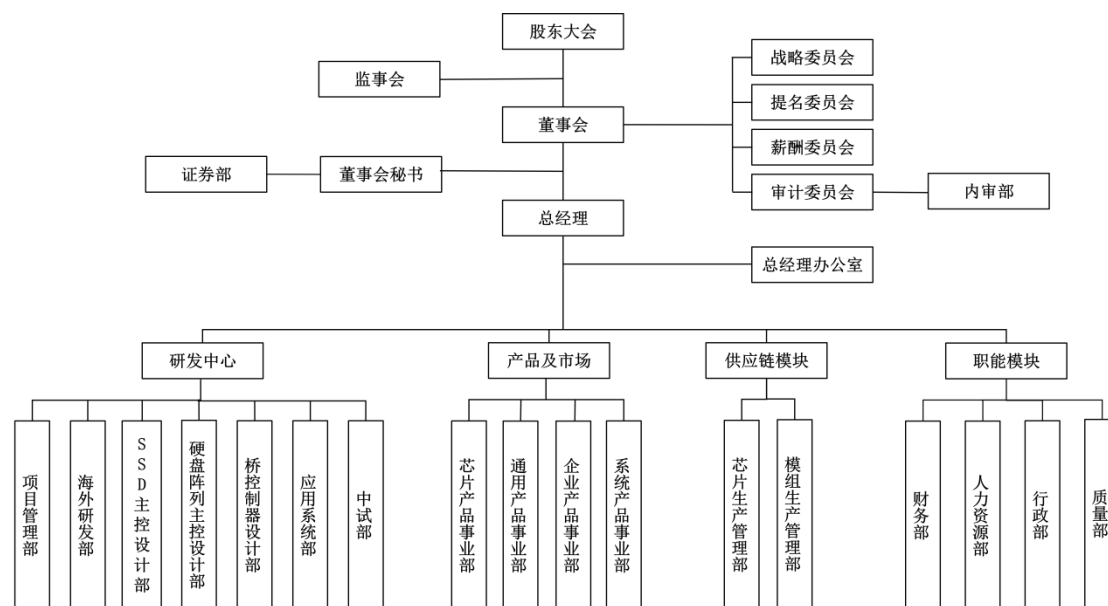 股东大会
监事会
战略委员会
提名委员会
董事会
薪酬委员会
证券部
董事会秘书
审计委员会
内审部
总经理
总经理办公室
研发中心
产品及市场
供应链模块
职能模块
项目管理部
海外研发部
SSD主控设计部
硬盘阵列主控设计部
桥控制器设计部
应用系统部
中试部
芯片产品事业部
通用产品事业部
企业产品事业部
系统产品事业部
芯片生产管理部
模组生产管理部
财务部
人力资源部
行政部
质量部